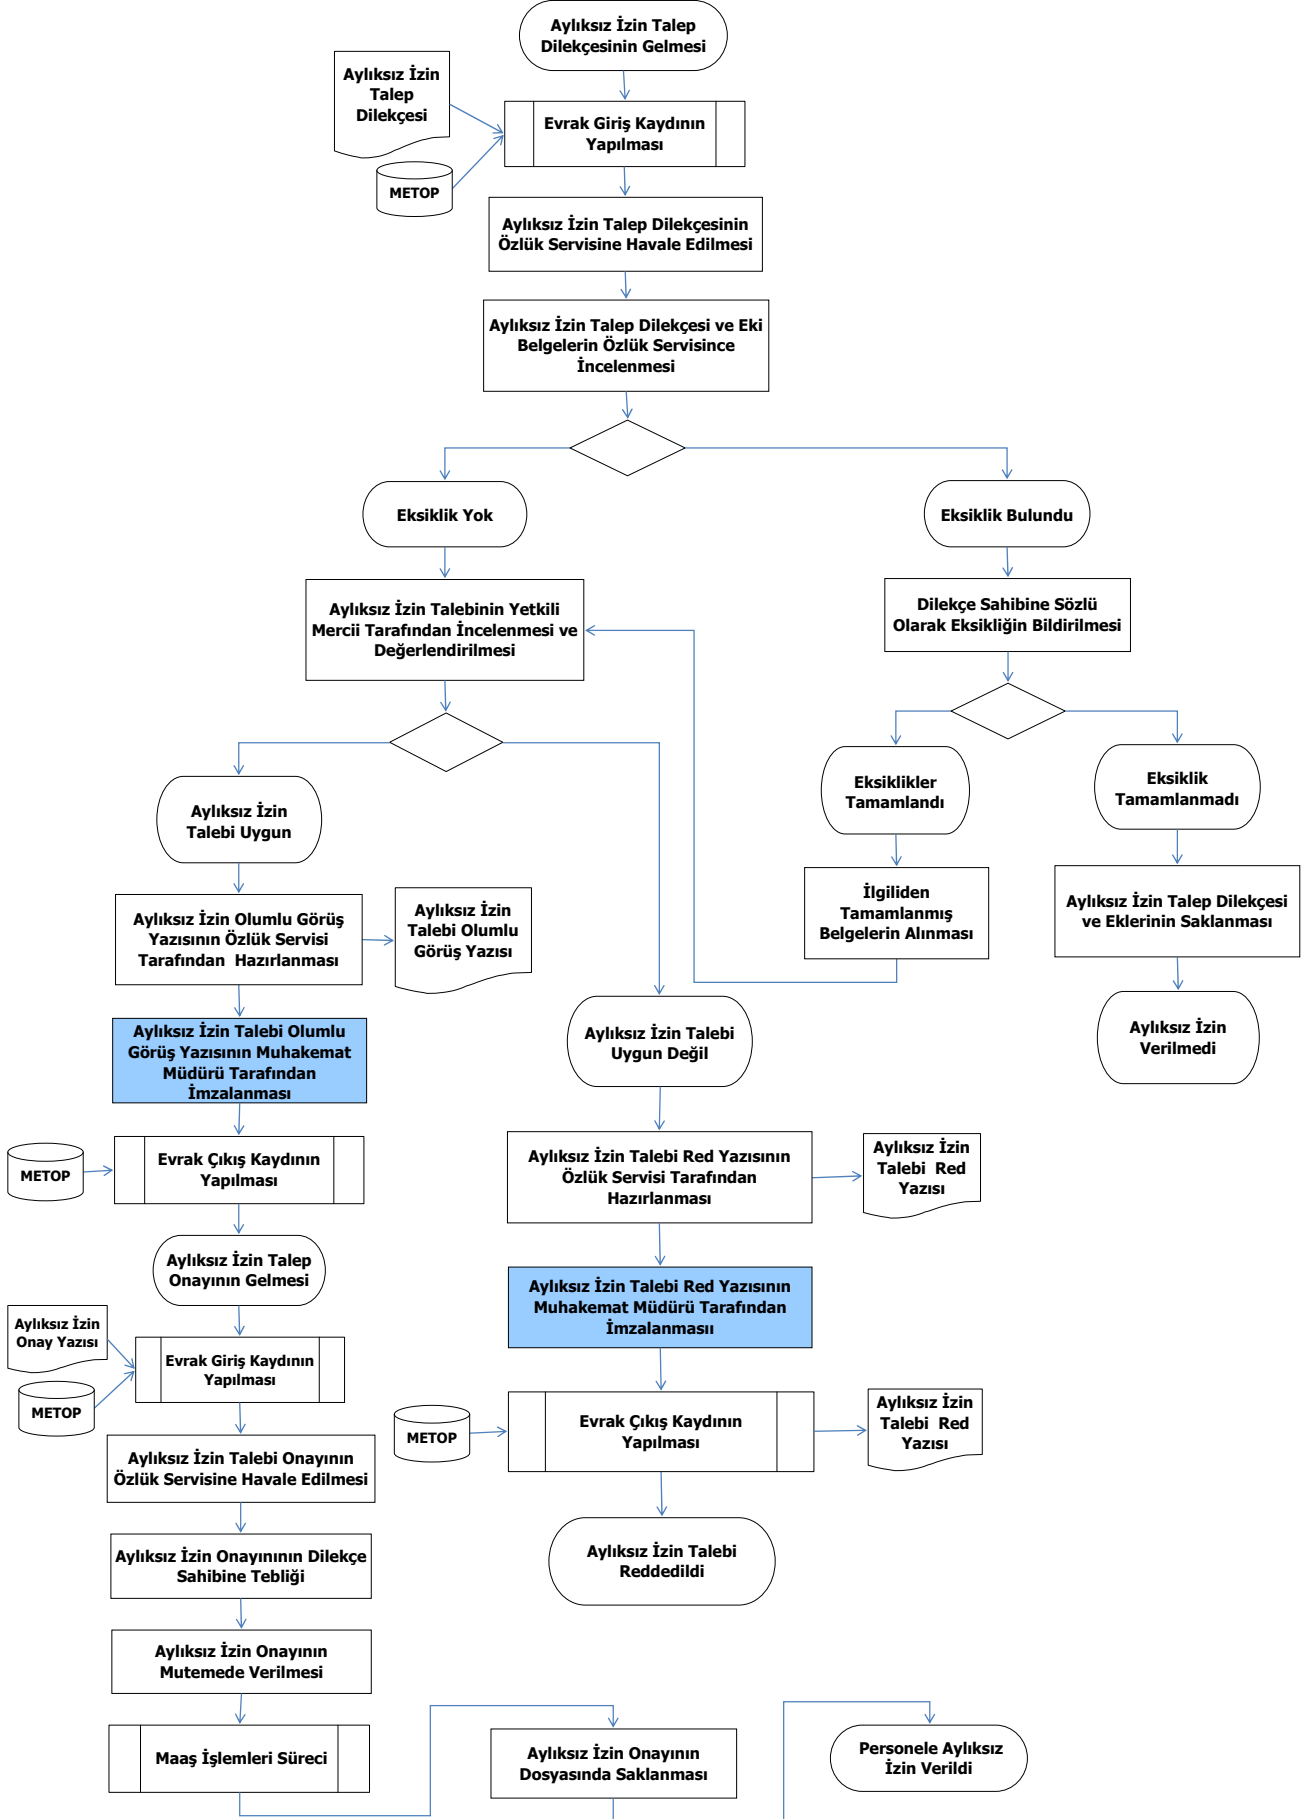 Aylıksız İzin Talep
Dilekçesinin Gelmesi
Aylıksız İzin
Talep
Dilekçesi
Evrak Giriş Kaydının
Yapılması
METOP
Aylıksız İzin Talep Dilekçesinin
Özlük Servisine Havale Edilmesi
Aylıksız İzin Talep Dilekçesi ve Eki
Belgelerin Özlük Servisince
İncelenmesi
Eksiklik Yok
Eksiklik Bulundu
Aylıksız İzin Talebinin Yetkili
Mercii Tarafından İncelenmesi ve
Değerlendirilmesi
Dilekçe Sahibine Sözlü
Olarak Eksikliğin Bildirilmesi
Eksiklikler
Tamamlandı
Eksiklik
Tamamlanmadı
Aylıksız İzin
Talebi Uygun
İlgiliden
Tamamlanmış
Belgelerin Alınması
Aylıksız İzin Talep Dilekçesi
ve Eklerinin Saklanması
Aylıksız İzin Olumlu Görüş
Yazısının Özlük Servisi
Tarafından  Hazırlanması
Aylıksız İzin
Talebi Olumlu
Görüş Yazısı
Aylıksız İzin Talebi
Uygun Değil
Aylıksız İzin
Verilmedi
Aylıksız İzin Talebi Olumlu
Görüş Yazısının Muhakemat
Müdürü Tarafından
İmzalanması
METOP
Evrak Çıkış Kaydının
Yapılması
Aylıksız İzin Talebi Red Yazısının
Özlük Servisi Tarafından
Hazırlanması
Aylıksız İzin
Talebi  Red
Yazısı
Aylıksız İzin Talep
Onayının Gelmesi
Aylıksız İzin Talebi Red Yazısının
Muhakemat Müdürü Tarafından
İmzalanmasıı
Aylıksız İzin
Onay Yazısı
Evrak Giriş Kaydının
Yapılması
METOP
METOP
Evrak Çıkış Kaydının
Yapılması
Aylıksız İzin
Talebi  Red
Yazısı
Aylıksız İzin Talebi Onayının
Özlük Servisine Havale Edilmesi
Aylıksız İzin Onayınının Dilekçe
Sahibine Tebliği
Aylıksız İzin Talebi
Reddedildi
Aylıksız İzin Onayının
Mutemede Verilmesi
Maaş İşlemleri Süreci
Aylıksız İzin Onayının
Dosyasında Saklanması
Personele Aylıksız
İzin Verildi